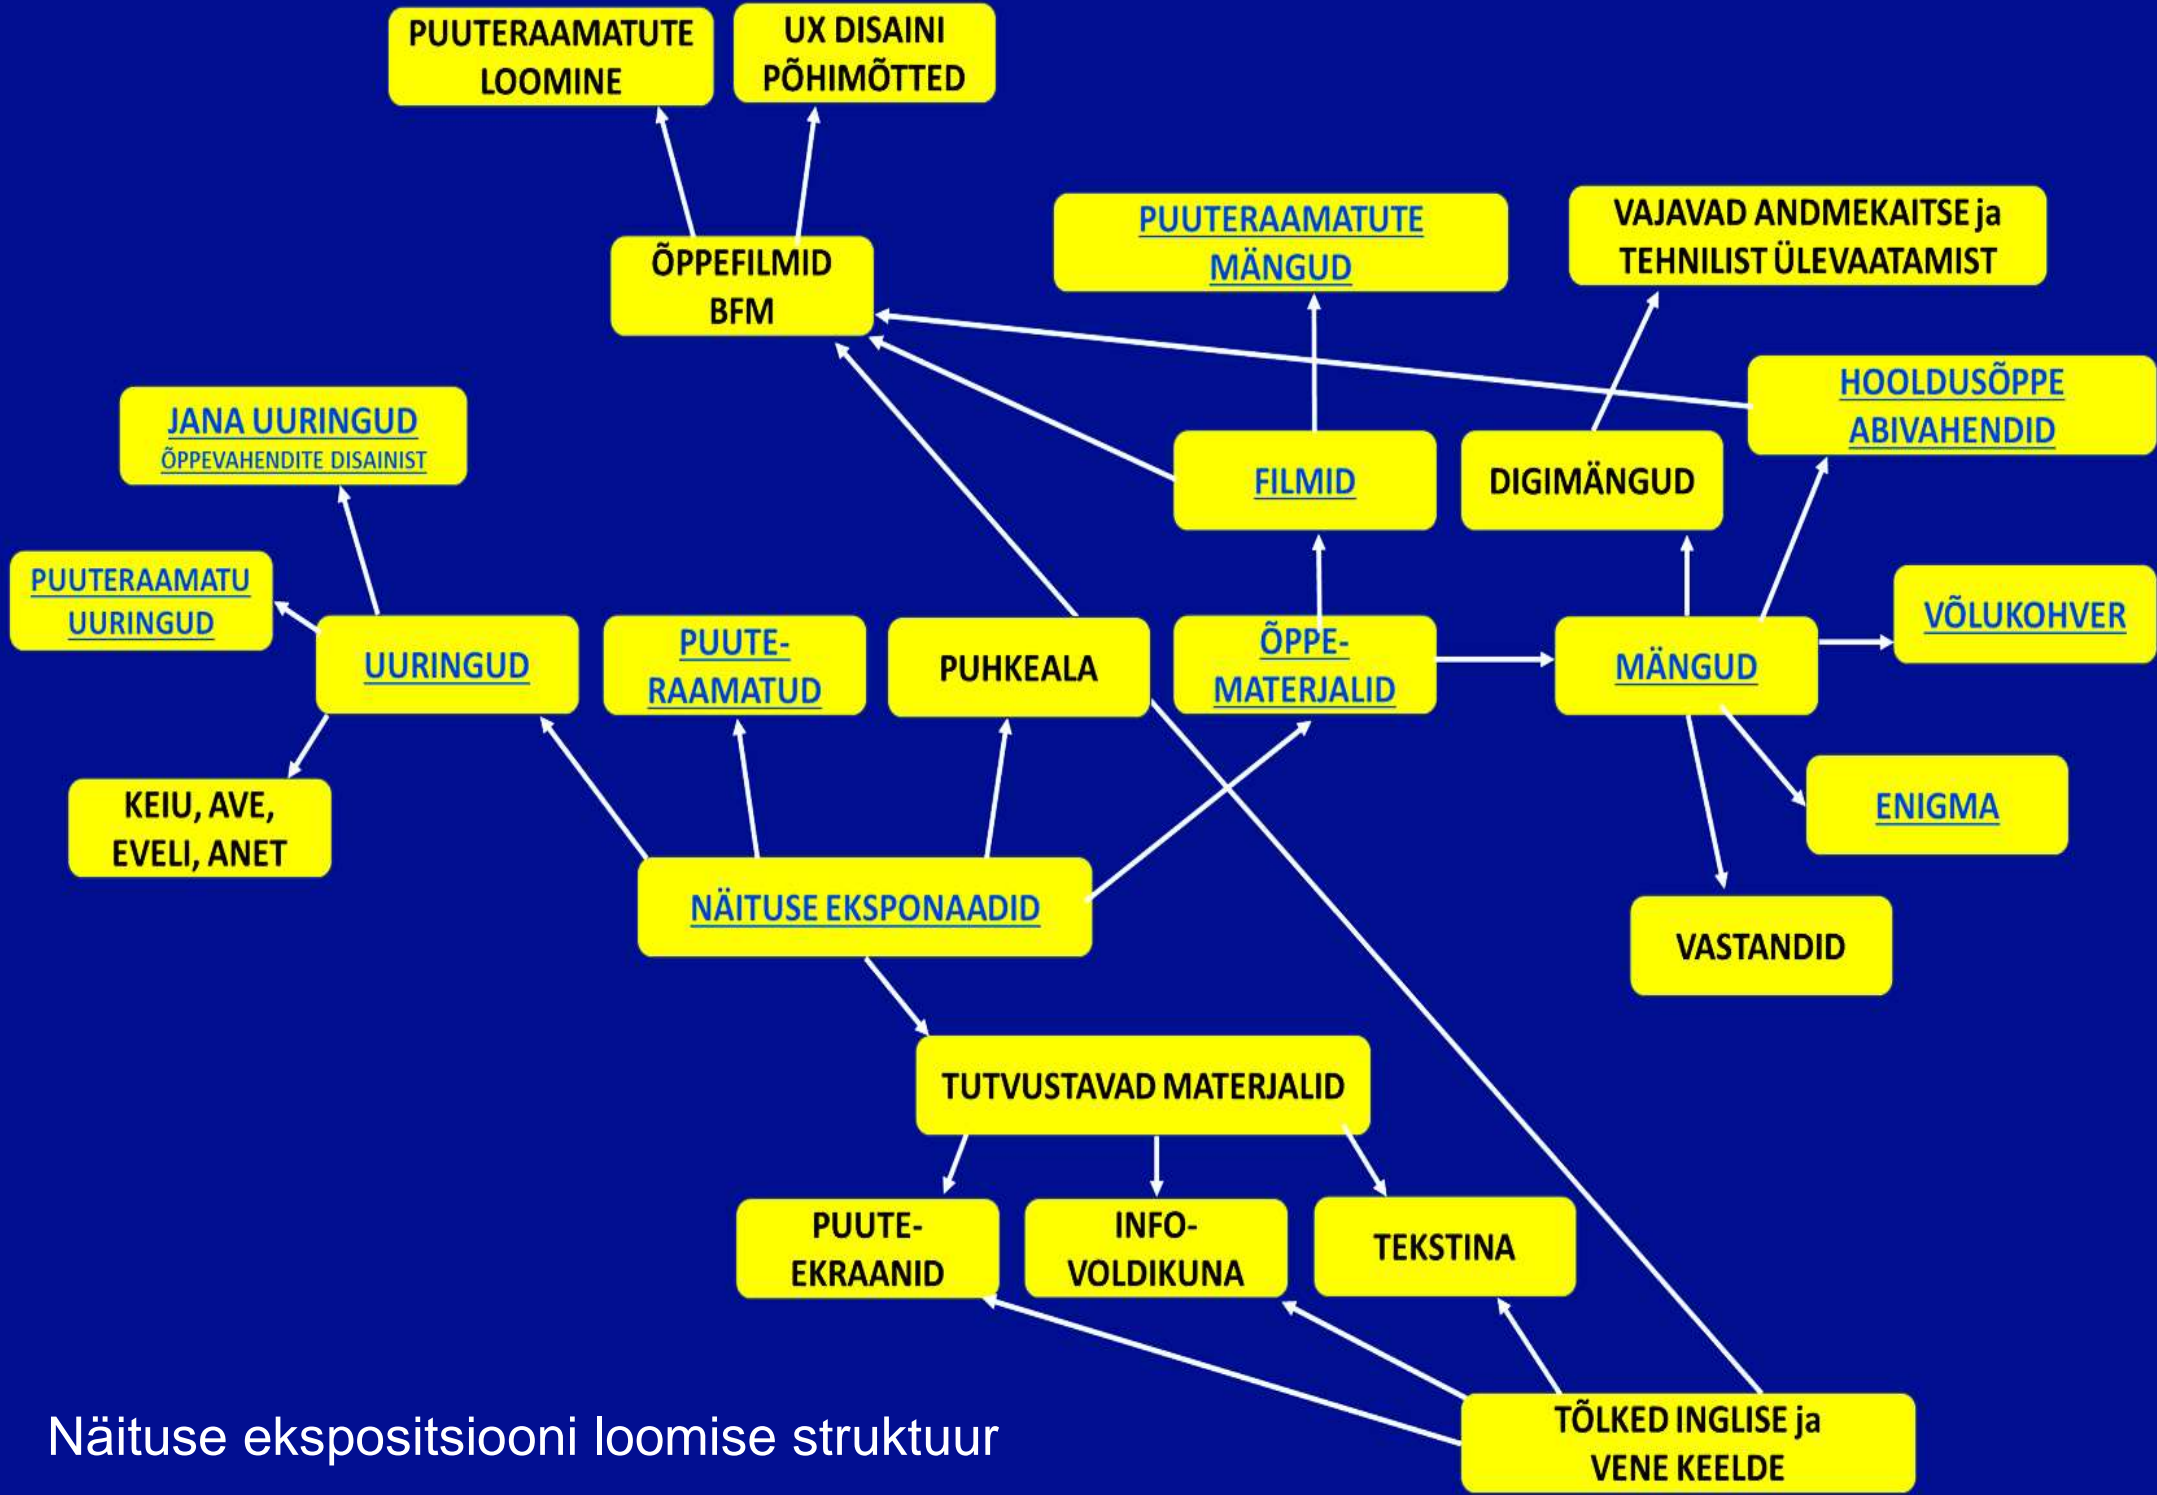 PUUTERAAMATUTE
LOOMINE
UX DISAINI
PÕHIMÕTTED
PUUTERAAMATUTE
MÄNGUD
VAJAVAD ANDMEKAITSE ja
TEHNILIST ÜLEVAATAMIST
ÕPPEFILMID
BFM
HOOLDUSÕPPE
ABIVAHENDID
JANA UURINGUD
ÕPPEVAHENDITE DISAINIST
FILMID
DIGIMÄNGUD
PUUTERAAMATU
UURINGUD
UURINGUD
PUUTE-
RAAMATUD
PUHKEALA
ÕPPE-
MATERJALID
MÄNGUD
VÕLUKOHVER
KEIU, AVE,
EVELI, ANET
ENIGMA
NÄITUSE EKSPONAADID
VASTANDID
TUTVUSTAVAD MATERJALID
PUUTE-
EKRAANID
INFO-
VOLDIKUNA
TEKSTINA
TÕLKED INGLISE ja
VENE KEELDE
Näituse ekspositsiooni loomise struktuur